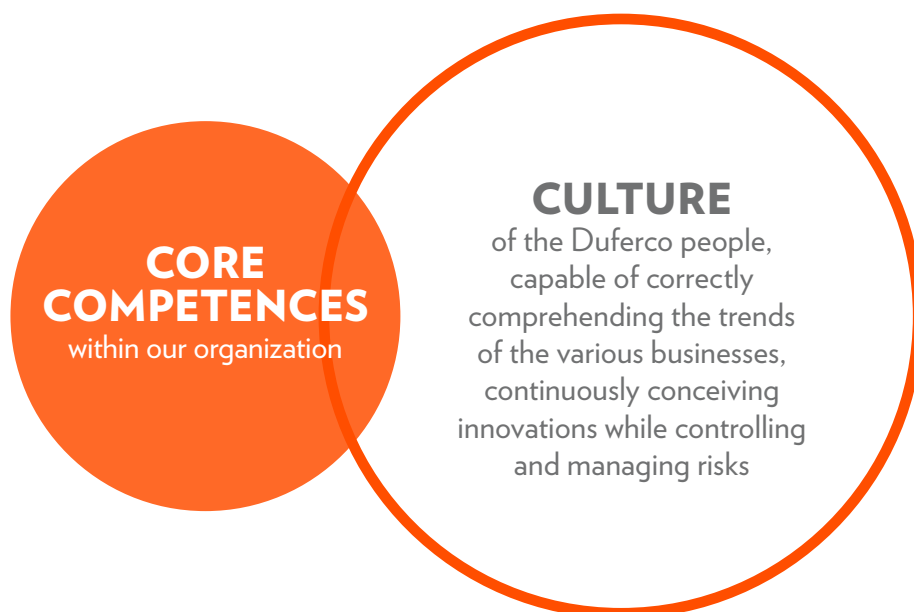 CORE
COMPETENCES
within our organization
CULTURE
of the Duferco people,
capable of correctly
comprehending the trends
of the various businesses,
continuously conceiving
innovations while controlling
and managing risks